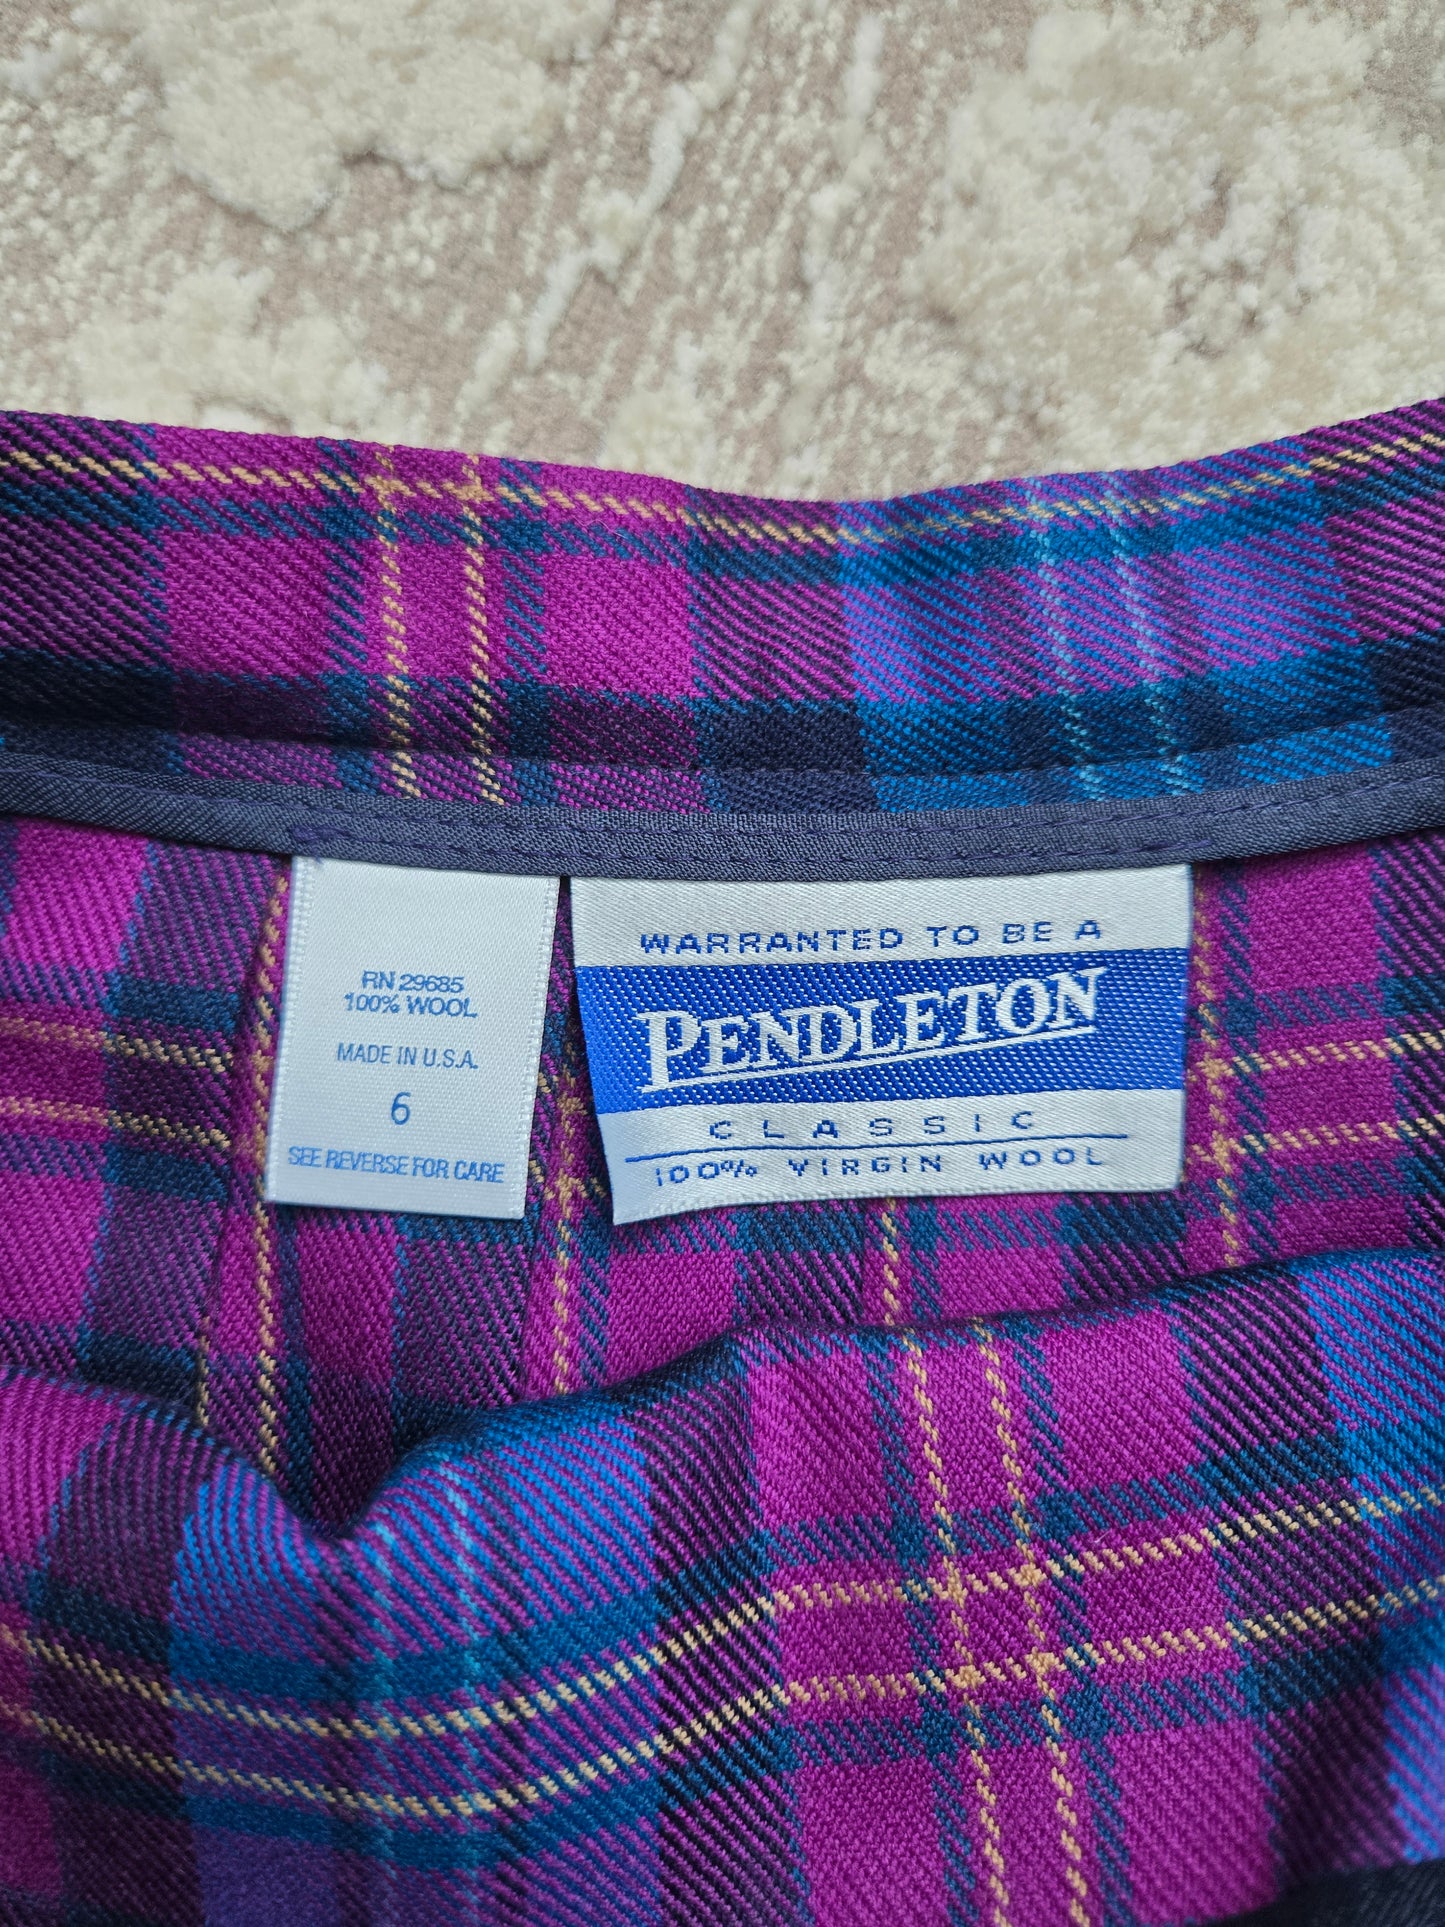 RN 29685
100% WOOL
MADE IN U.S.A.
6
SEE REVERSE FOR CARE
WARRANTED TO BE A
PENDLETON
CLASSIC
100% VIRGIN WOOL